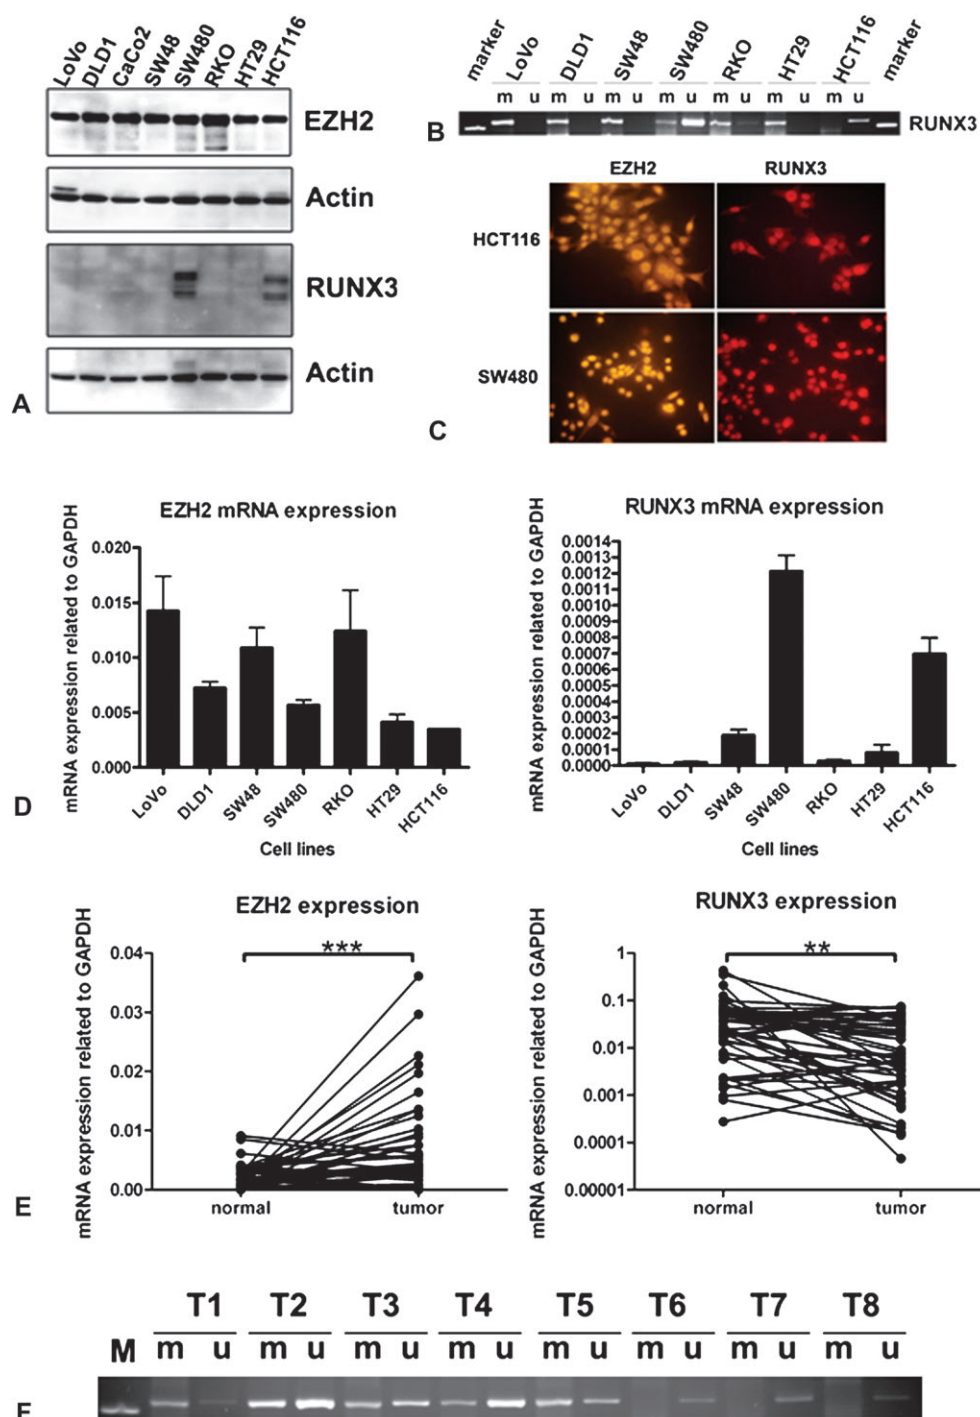 LoVo DLD1 CaCo2 SW48 SW480 RKO HT29 HCT116
EZH2
Actin
RUNX3
Actin
A
marker LoVo DLD1 SW48 SW480 RKO HT29 HCT116 marker
m u m u m u m u m u m u m u
B
RUNX3
EZH2 RUNX3
HCT116
SW480
C
EZH2 mRNA expression
mRNA expression related to GAPDH
0.020
0.015
0.010
0.005
0.000
LoVo DLD1 SW48 SW480 RKO HT29 HCT116
Cell lines
RUNX3 mRNA expression
mRNA expression related to GAPDH
0.0014
0.0013
0.0012
0.0011
0.0010
0.0009
0.0008
0.0007
0.0006
0.0005
0.0004
0.0003
0.0002
0.0001
0.0000
LoVo DLD1 SW48 SW480 RKO HT29 HCT116
Cell lines
D
EZH2 expression
mRNA expression related to GAPDH
***
0.04
0.03
0.02
0.01
0.00
normal tumor
RUNX3 expression
mRNA expression related to GAPDH
**
1
0.1
0.01
0.001
0.0001
0.00001
normal tumor
E
T1 T2 T3 T4 T5 T6 T7 T8
M m u m u m u m u m u m u m u m u
F